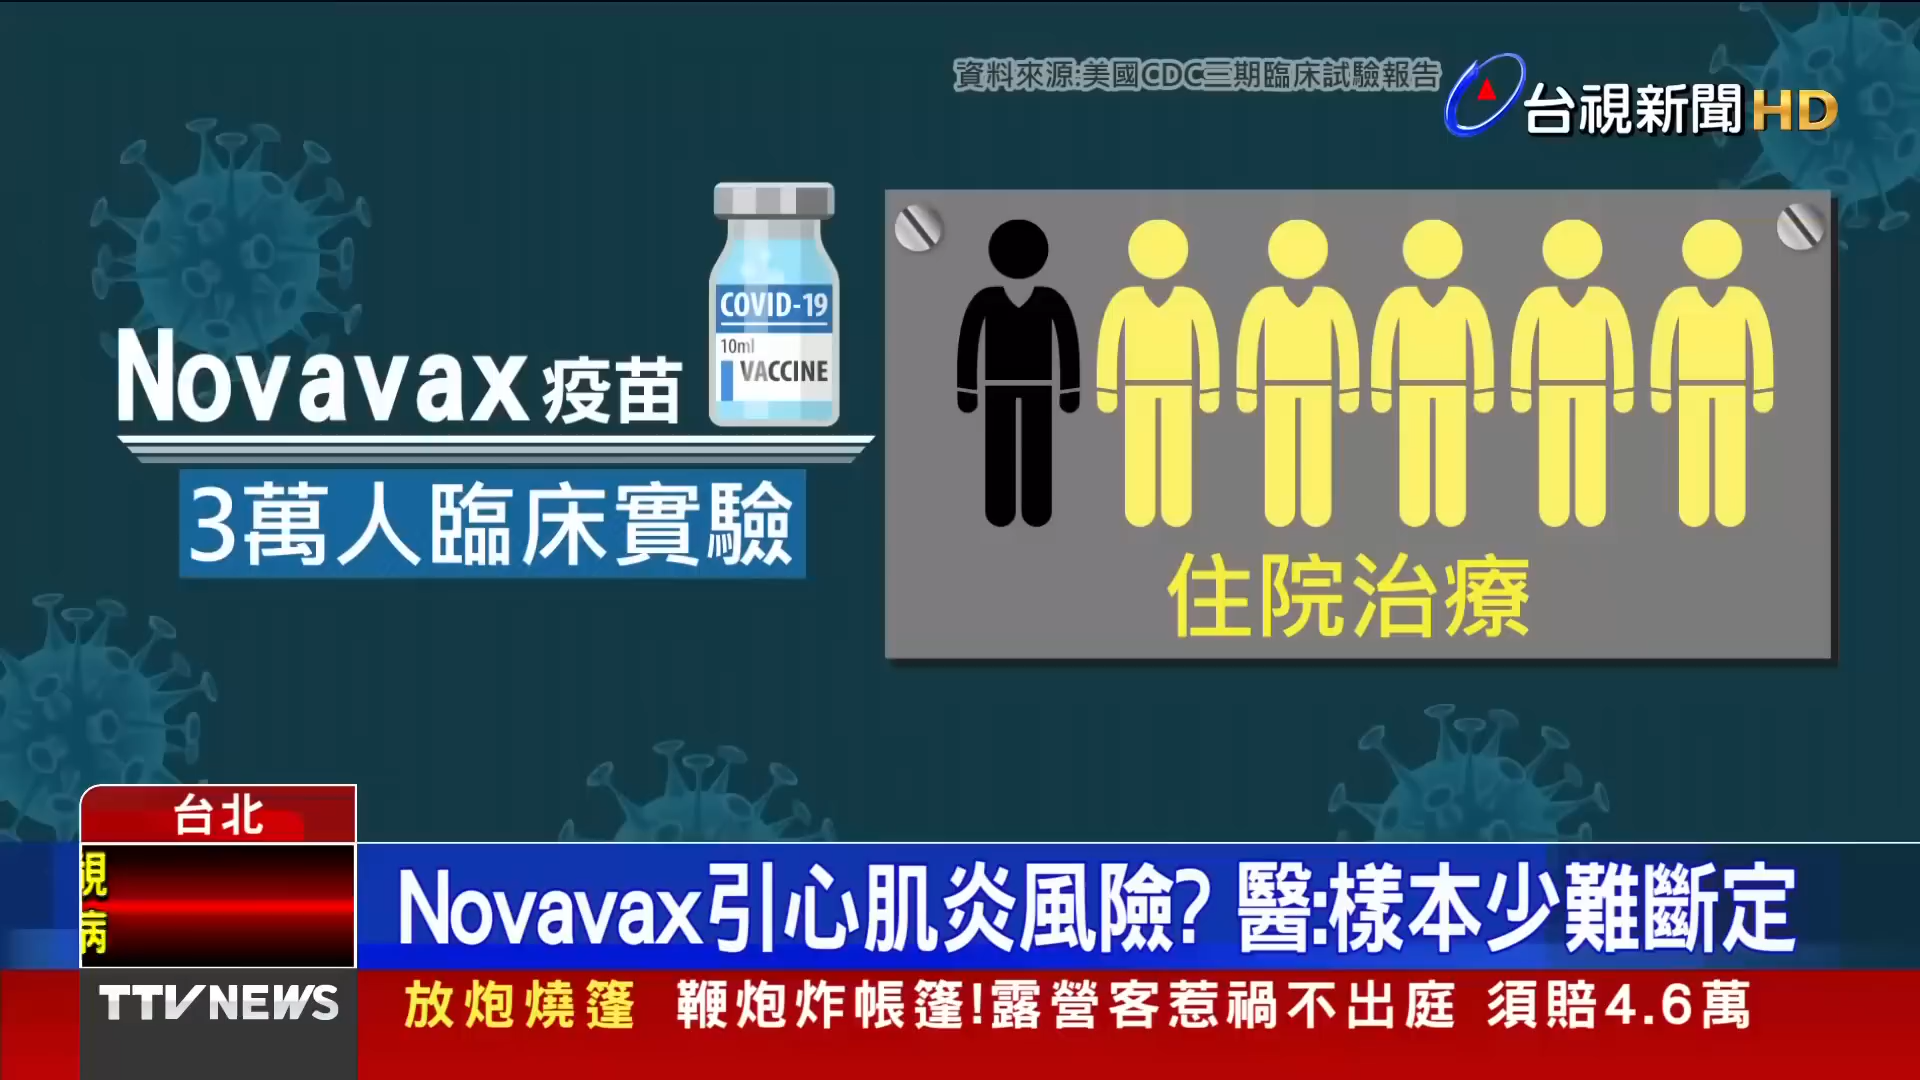 資料來源:美國CDC三期臨床試驗報告
台視新聞HD
COVID-19
10ml
VACCINE
Novavax疫苗
3萬人臨床實驗
住院治療
台北
視
病
Novavax引心肌炎風險? 醫:樣本少難斷定
TTV NEWS
放炮燒篷 鞭炮炸帳篷!露營客惹禍不出庭 須賠4.6萬